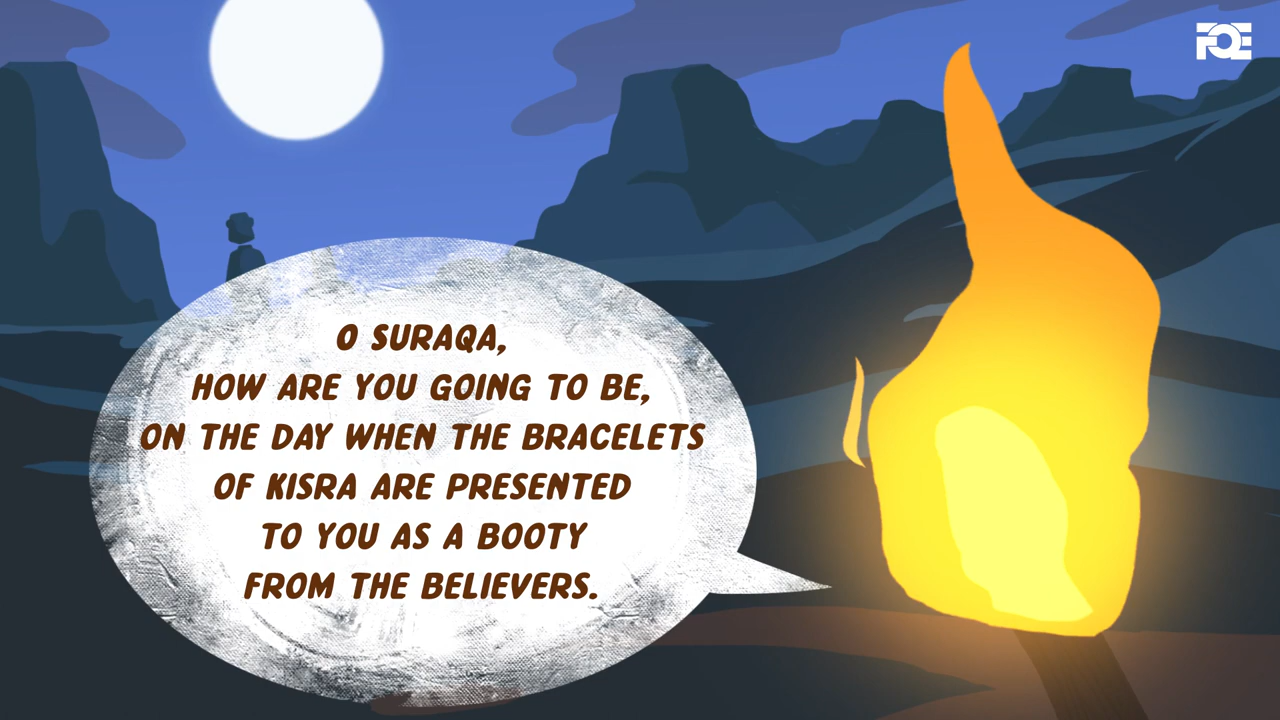 FOE
O SURAQA,
HOW ARE YOU GOING TO BE,
ON THE DAY WHEN THE BRACELETS
OF KISRA ARE PRESENTED
TO YOU AS A BOOTY
FROM THE BELIEVERS.